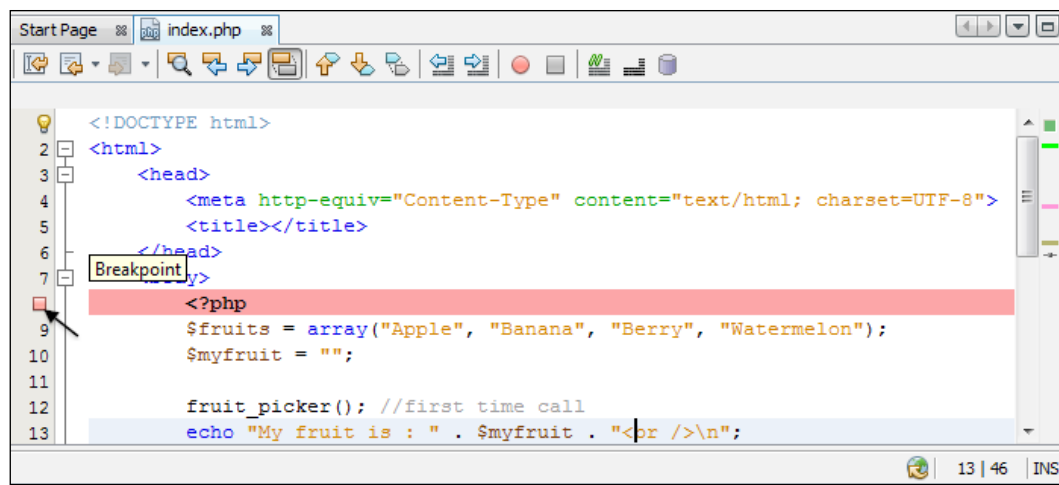 Start Page index.php
<!DOCTYPE html>
2 <html>
3 <head>
4 <meta http-equiv="Content-Type" content="text/html; charset=UTF-8">
5 <title></title>
6 </head>
Breakpoint
7 <body>
<?php
9 $fruits = array("Apple", "Banana", "Berry", "Watermelon");
10 $myfruit = "";
11
12 fruit_picker(); //first time call
13 echo "My fruit is : " . $myfruit . "<br />\n";
13 | 46 INS